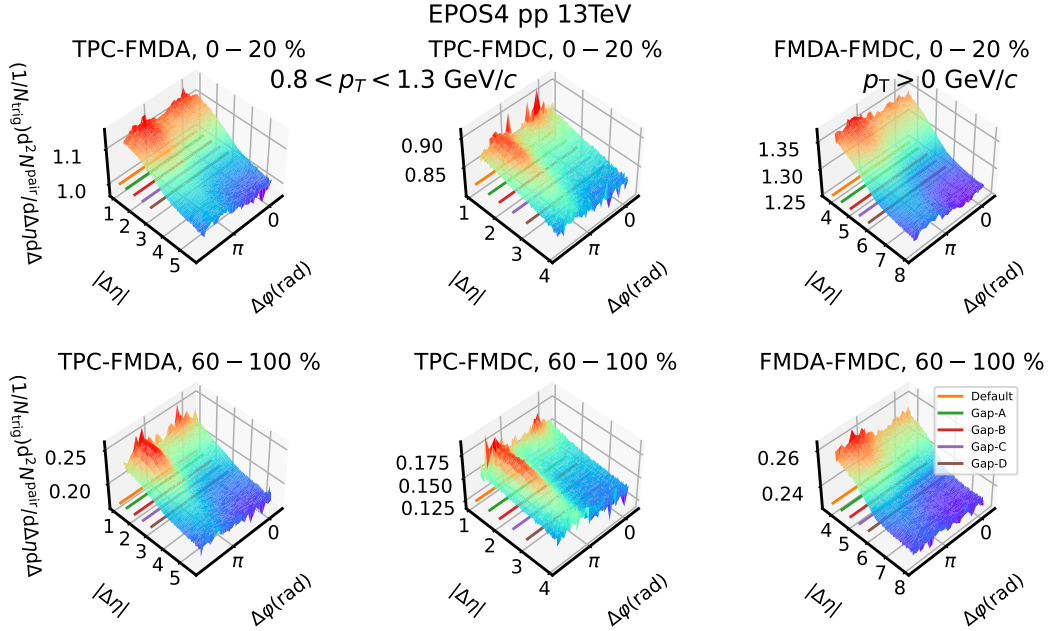 EPOS4 pp 13TeV
TPC-FMDA, 0 − 20 %
TPC-FMDC, 0 − 20 %
FMDA-FMDC, 0 − 20 %
0.8 < p_T < 1.3 GeV/c
p_T > 0 GeV/c
(1/N_trig)d²N^pair/dΔηdΔ
1.1
1.0
1
2
3
4
5
|Δη|
π
0
Δφ(rad)
0.90
0.85
1
2
3
4
|Δη|
π
0
Δφ(rad)
1.35
1.30
1.25
4
5
6
7
8
|Δη|
π
0
Δφ(rad)
TPC-FMDA, 60 − 100 %
TPC-FMDC, 60 − 100 %
FMDA-FMDC, 60 − 100 %
(1/N_trig)d²N^pair/dΔηdΔ
0.25
0.20
1
2
3
4
5
|Δη|
π
0
Δφ(rad)
0.175
0.150
0.125
1
2
3
4
|Δη|
π
0
Δφ(rad)
0.26
0.24
4
5
6
7
8
|Δη|
π
0
Δφ(rad)
Default
Gap-A
Gap-B
Gap-C
Gap-D